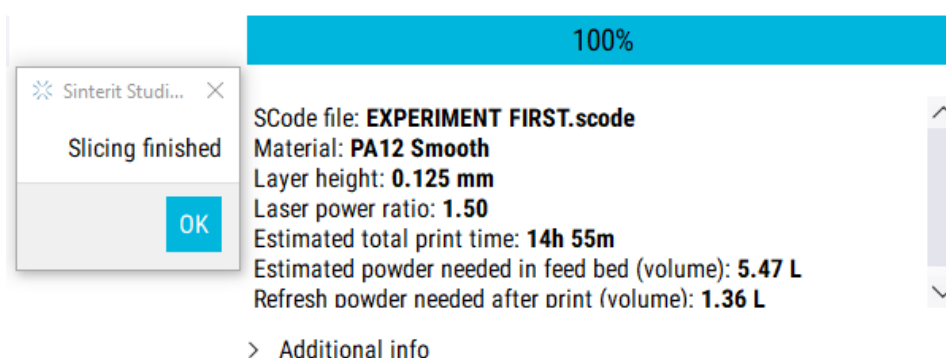 100%
Sinterit Studi...
Slicing finished
OK
SCode file: EXPERIMENT FIRST.scode
Material: PA12 Smooth
Layer height: 0.125 mm
Laser power ratio: 1.50
Estimated total print time: 14h 55m
Estimated powder needed in feed bed (volume): 5.47 L
Refresh powder needed after print (volume): 1.36 L
Additional info